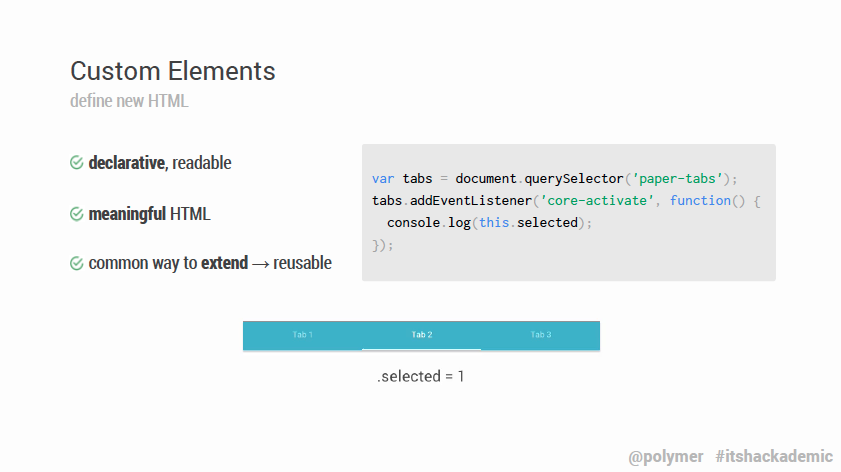 Custom Elements
define new HTML
declarative, readable
meaningful HTML
common way to extend → reusable
var tabs = document.querySelector('paper-tabs');
tabs.addEventListener('core-activate', function() {
  console.log(this.selected);
});
Tab 1 Tab 2 Tab 3
.selected = 1
@polymer #itshackademic